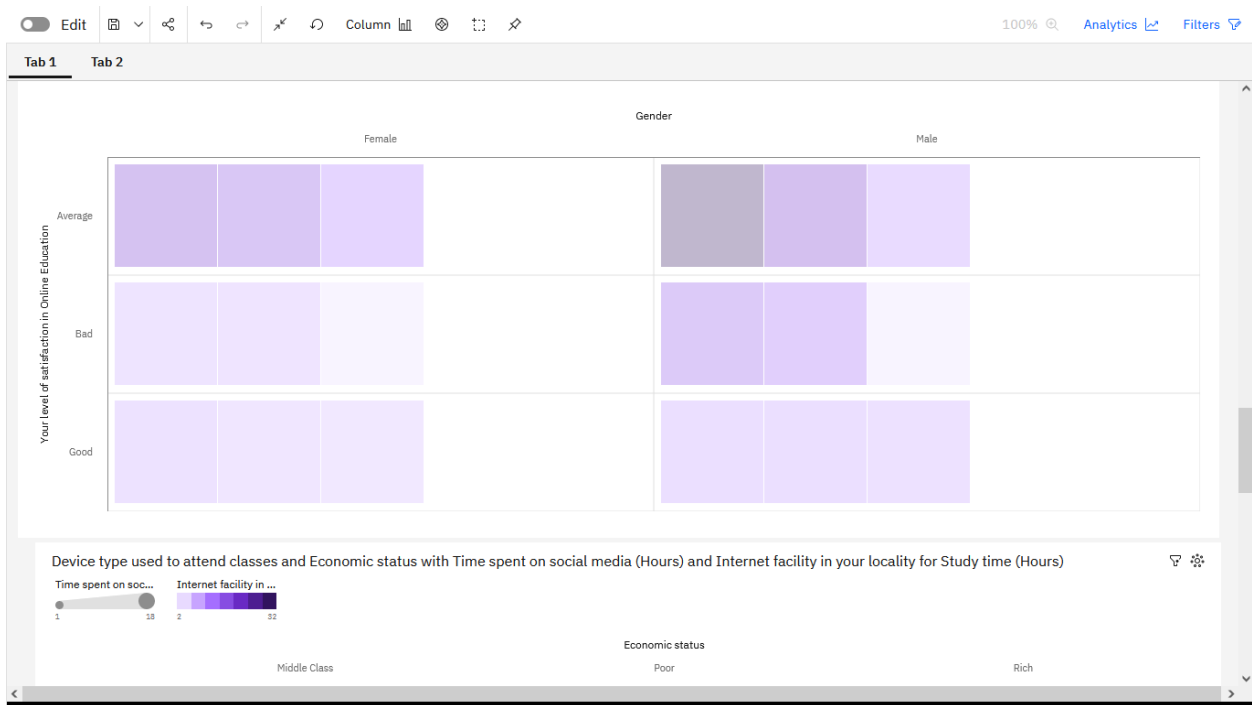 Edit Column 100% Analytics Filters
Tab 1 Tab 2
Gender
Female Male
Your level of satisfaction in Online Education
Average
Bad
Good
Device type used to attend classes and Economic status with Time spent on social media (Hours) and Internet facility in your locality for Study time (Hours)
Time spent on soc... Internet facility in ...
1 18 2 32
Economic status
Middle Class Poor Rich